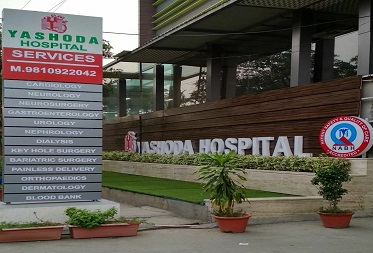 YASHODA
HOSPITAL
SERVICES
M.9810922042
CARDIOLOGY
NEUROLOGY
NEUROSURGERY
GASTROENTEROLOGY
UROLOGY
NEPHROLOGY
DIALYSIS
KEY HOLE SURGERY
BARIATRIC SURGERY
PAINLESS DELIVERY
ORTHOPAEDICS
DERMATOLOGY
BLOOD BANK
YASHODA HOSPITAL
NABH